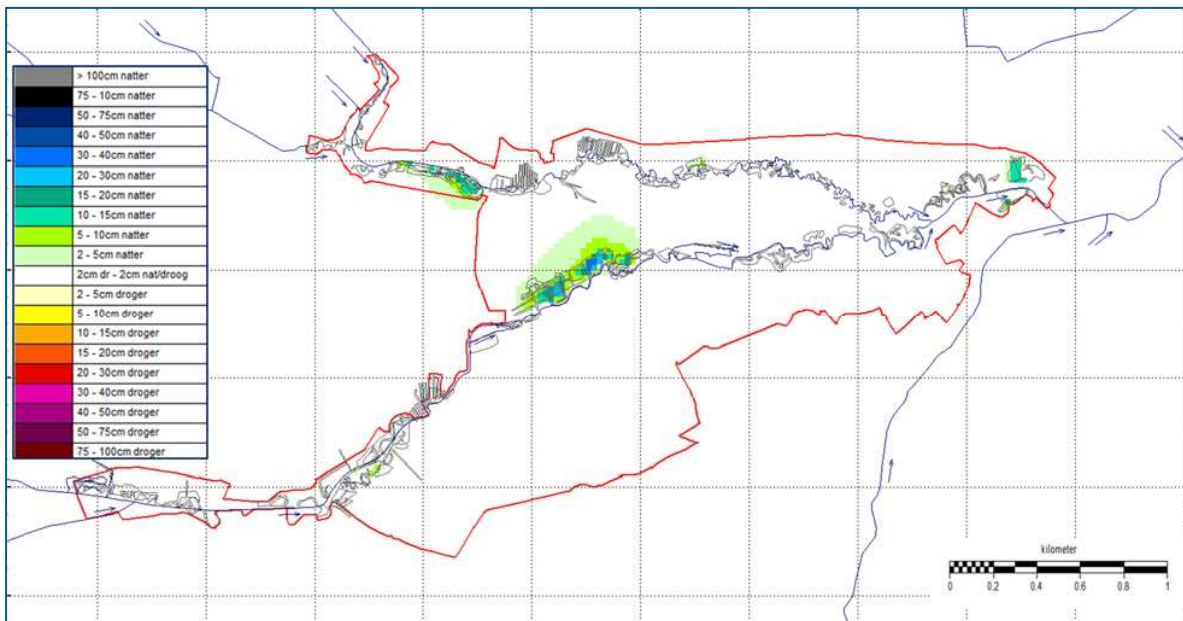 > 100cm natter
75 - 10cm natter
50 - 75cm natter
40 - 50cm natter
30 - 40cm natter
20 - 30cm natter
15 - 20cm natter
10 - 15cm natter
5 - 10cm natter
2 - 5cm natter
2cm dr - 2cm nat/droog
2 - 5cm droger
5 - 10cm droger
10 - 15cm droger
15 - 20cm droger
20 - 30cm droger
30 - 40cm droger
40 - 50cm droger
50 - 75cm droger
75 - 100cm droger
kilometer
0 0.2 0.4 0.6 0.8 1